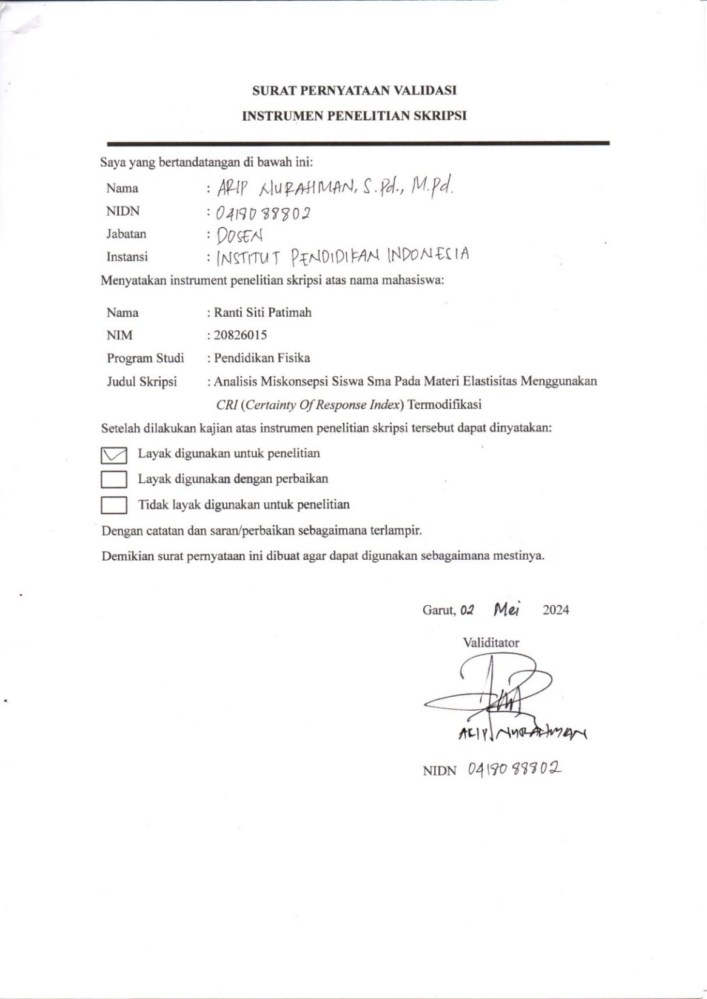 SURAT PERNYATAAN VALIDASI
INSTRUMEN PENELITIAN SKRIPSI
Saya yang bertandatangan di bawah ini:
Nama : ARIP NURAHMAN, S.Pd., M.Pd.
NIDN : 0418088802
Jabatan : DOSEN
Instansi : INSTITUT PENDIDIKAN INDONESIA
Menyatakan instrument penelitian skripsi atas nama mahasiswa:
Nama : Ranti Siti Patimah
NIM : 20826015
Program Studi : Pendidikan Fisika
Judul Skripsi : Analisis Miskonsepsi Siswa Sma Pada Materi Elastisitas Menggunakan
CRI (Certainty Of Response Index) Termodifikasi
Setelah dilakukan kajian atas instrumen penelitian skripsi tersebut dapat dinyatakan:
Layak digunakan untuk penelitian
Layak digunakan dengan perbaikan
Tidak layak digunakan untuk penelitian
Dengan catatan dan saran/perbaikan sebagaimana terlampir.
Demikian surat pernyataan ini dibuat agar dapat digunakan sebagaimana mestinya.
Garut, 02 Mei 2024
Validitator
ARIP NURAHMAN
NIDN 0418088802